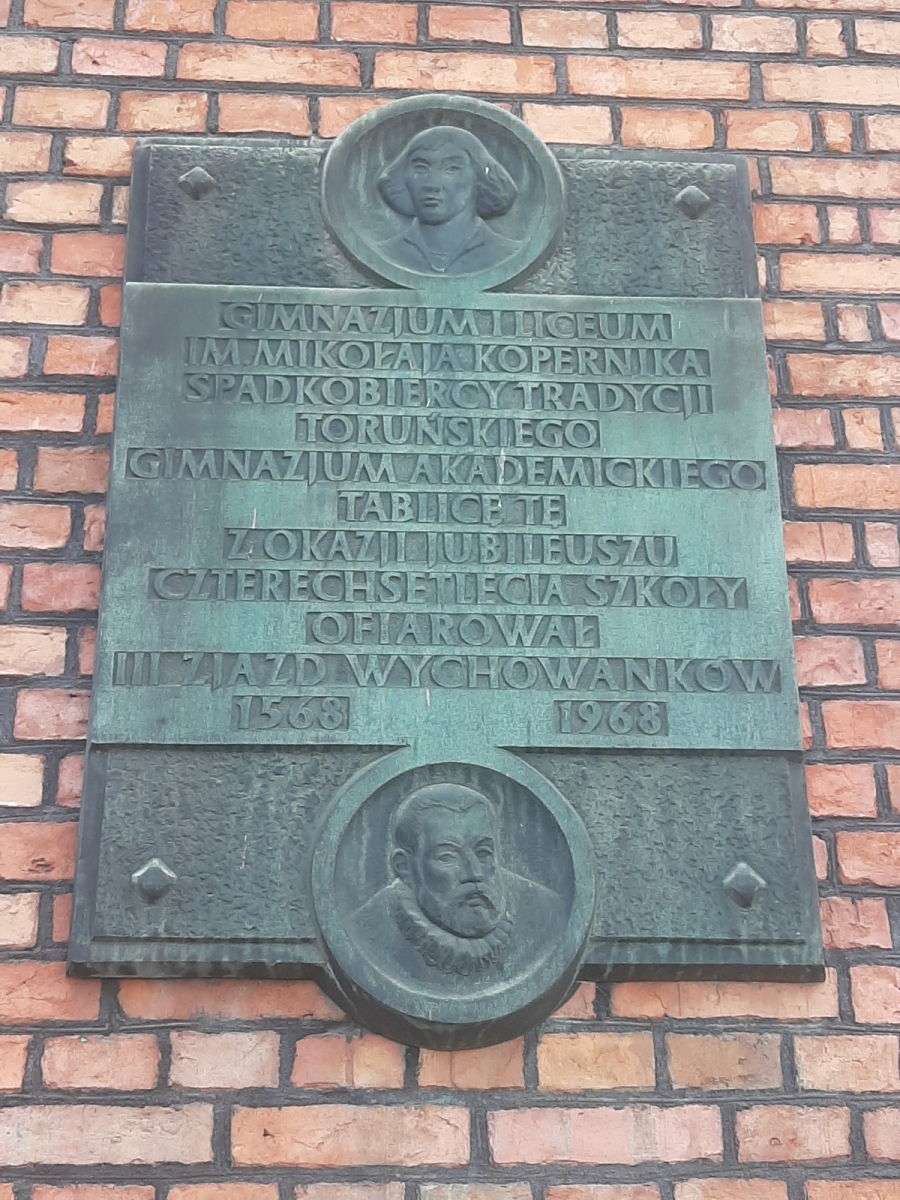 GIMNAZJUM I LICEUM
IM. MIKOŁAJA KOPERNIKA
SPADKOBIERCY TRADYCJI
TORUŃSKIEGO
GIMNAZJUM AKADEMICKIEGO
TABLICĘ TĘ
Z OKAZJI JUBILEUSZU
CZTERECHSETLECIA SZKOŁY
OFIAROWAŁ
III ZJAZD WYCHOWANKÓW
1568 1968